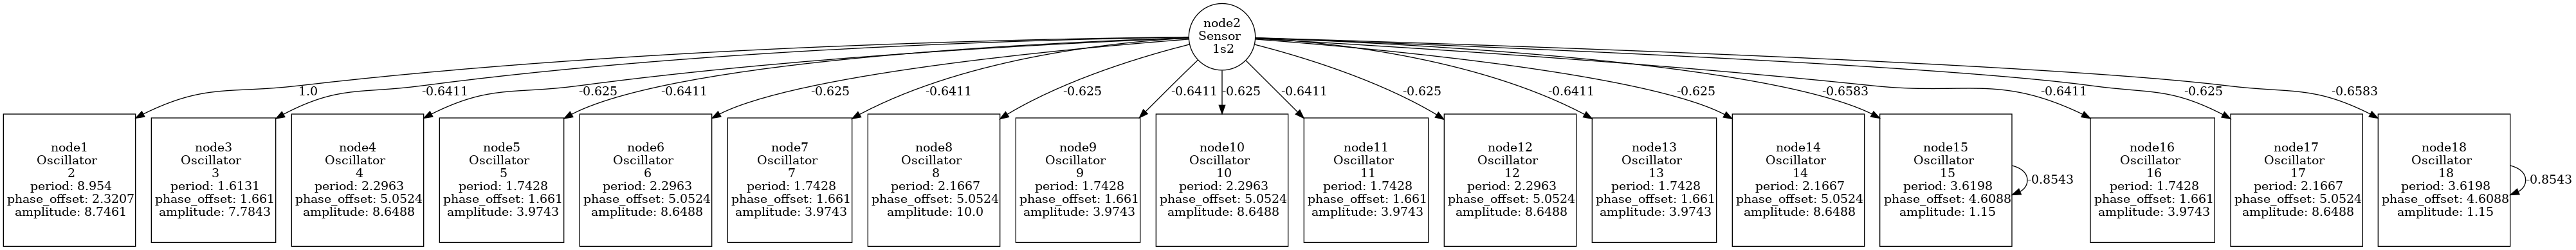 node2
Sensor
1s2
1.0
-0.6411
-0.625
-0.6411
-0.625
-0.6411
-0.625
-0.6411
-0.625
-0.6411
-0.625
-0.6411
-0.625
-0.6583
-0.6411
-0.625
-0.6583
node1
Oscillator
2
period: 8.954
phase_offset: 2.3207
amplitude: 8.7461
node3
Oscillator
3
period: 1.6131
phase_offset: 1.661
amplitude: 7.7843
node4
Oscillator
4
period: 2.2963
phase_offset: 5.0524
amplitude: 8.6488
node5
Oscillator
5
period: 1.7428
phase_offset: 1.661
amplitude: 3.9743
node6
Oscillator
6
period: 2.2963
phase_offset: 5.0524
amplitude: 8.6488
node7
Oscillator
7
period: 1.7428
phase_offset: 1.661
amplitude: 3.9743
node8
Oscillator
8
period: 2.1667
phase_offset: 5.0524
amplitude: 10.0
node9
Oscillator
9
period: 1.7428
phase_offset: 1.661
amplitude: 3.9743
node10
Oscillator
10
period: 2.2963
phase_offset: 5.0524
amplitude: 8.6488
node11
Oscillator
11
period: 1.7428
phase_offset: 1.661
amplitude: 3.9743
node12
Oscillator
12
period: 2.2963
phase_offset: 5.0524
amplitude: 8.6488
node13
Oscillator
13
period: 1.7428
phase_offset: 1.661
amplitude: 3.9743
node14
Oscillator
14
period: 2.1667
phase_offset: 5.0524
amplitude: 8.6488
node15
Oscillator
15
period: 3.6198
phase_offset: 4.6088
amplitude: 1.15
-0.8543
node16
Oscillator
16
period: 1.7428
phase_offset: 1.661
amplitude: 3.9743
node17
Oscillator
17
period: 2.1667
phase_offset: 5.0524
amplitude: 8.6488
node18
Oscillator
18
period: 3.6198
phase_offset: 4.6088
amplitude: 1.15
-0.8543